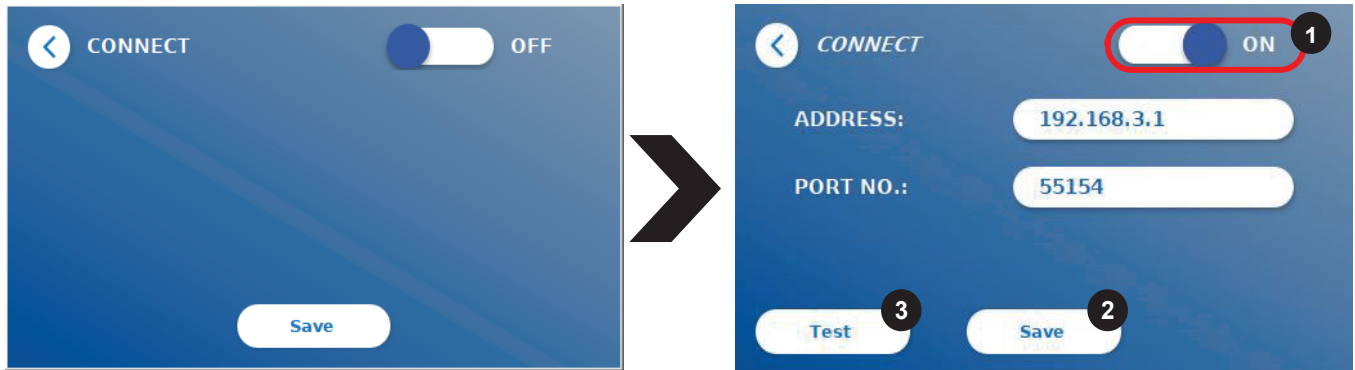 CONNECT OFF
Save
CONNECT ON 1
ADDRESS: 192.168.3.1
PORT NO.: 55154
3 2
Test Save